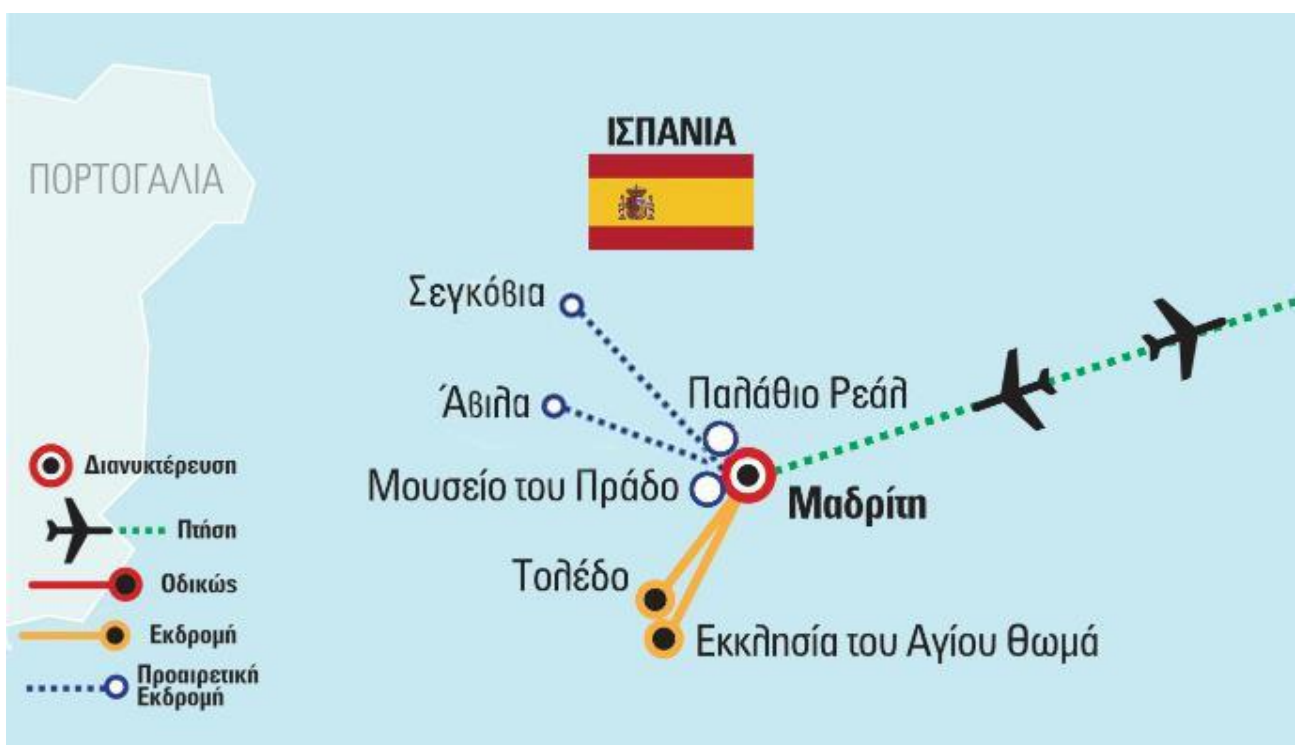 ΙΣΠΑΝΙΑ
ΠΟΡΤΟΓΑΛΙΑ
Σεγκόβια
Άβιλα
Παλάθιο Ρεάλ
Μουσείο του Πράδο
Μαδρίτη
Τολέδο
Εκκλησία του Αγίου Θωμά
Διανυκτέρευση
Πτήση
Οδικώς
Εκδρομή
Προαιρετική
Εκδρομή